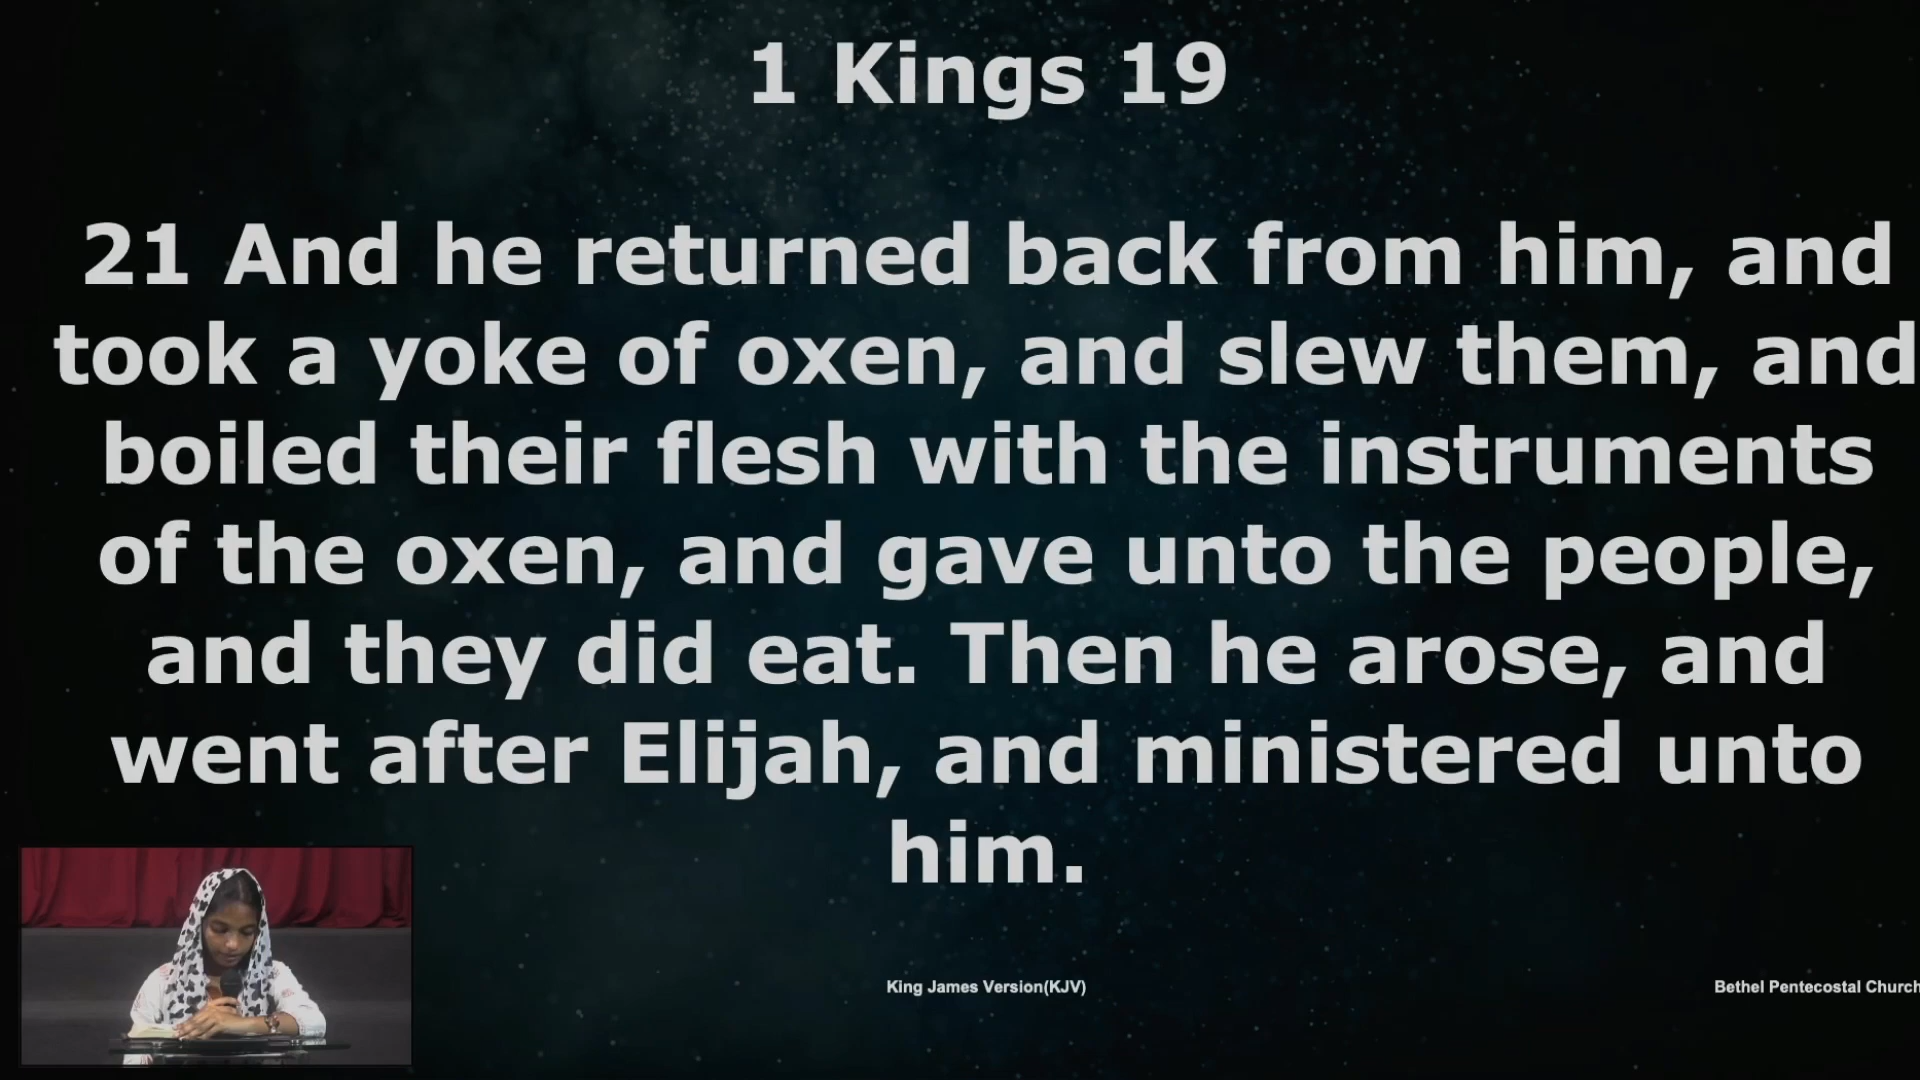 1 Kings 19
21 And he returned back from him, and
took a yoke of oxen, and slew them, and
boiled their flesh with the instruments
of the oxen, and gave unto the people,
and they did eat. Then he arose, and
went after Elijah, and ministered unto
him.
King James Version(KJV)
Bethel Pentecostal Church